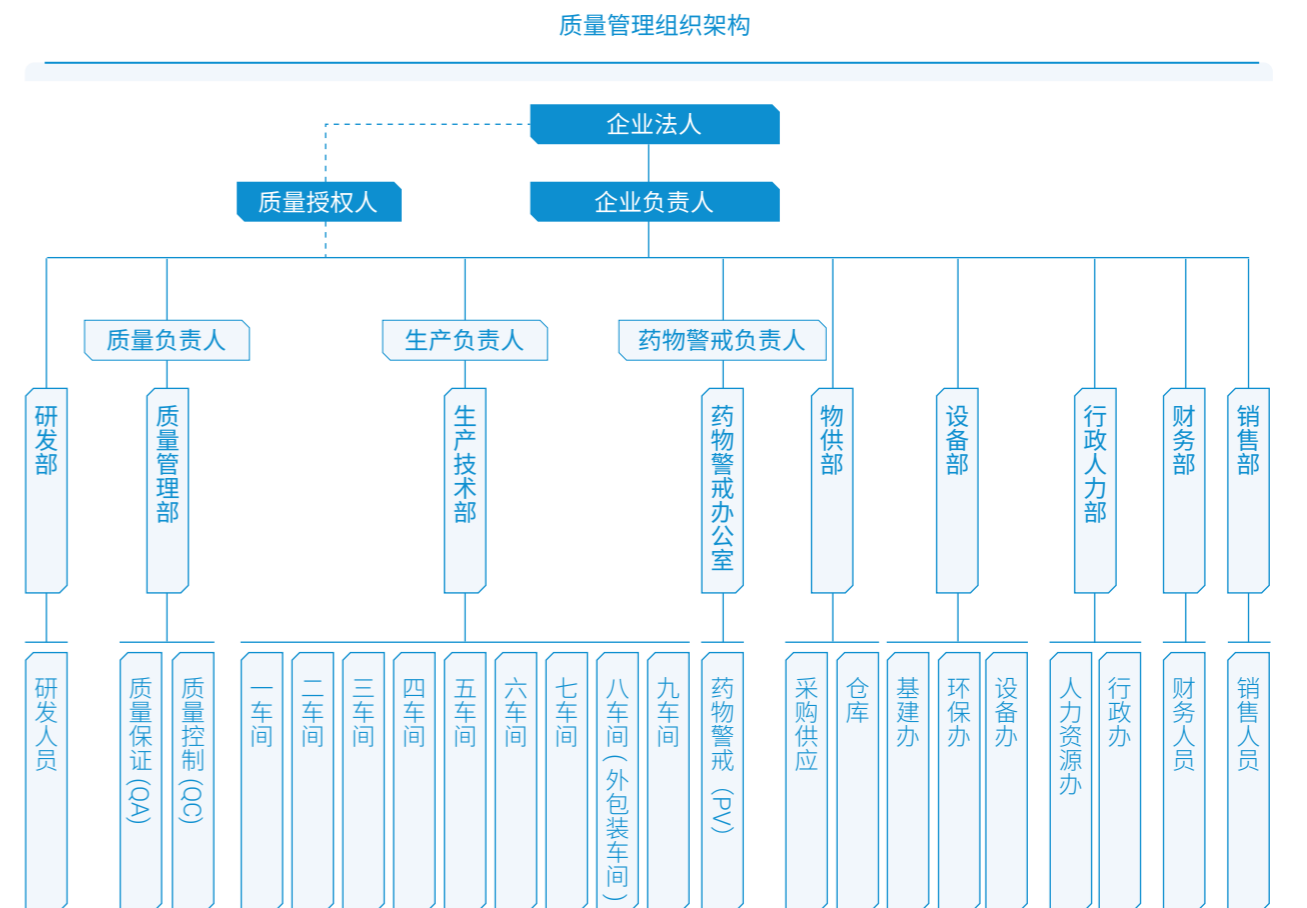 质量管理组织架构
企业法人
质量授权人
企业负责人
质量负责人
生产负责人
药物警戒负责人
研发部
质量管理部
生产技术部
药物警戒办公室
物供部
设备部
行政人力部
财务部
销售部
研发人员
质量保证(QA)
质量控制(QC)
一车间
二车间
三车间
四车间
五车间
六车间
七车间
八车间(外包装车间)
九车间
药物警戒（PV）
采购供应
仓库
基建办
环保办
设备办
人力资源办
行政办
财务人员
销售人员